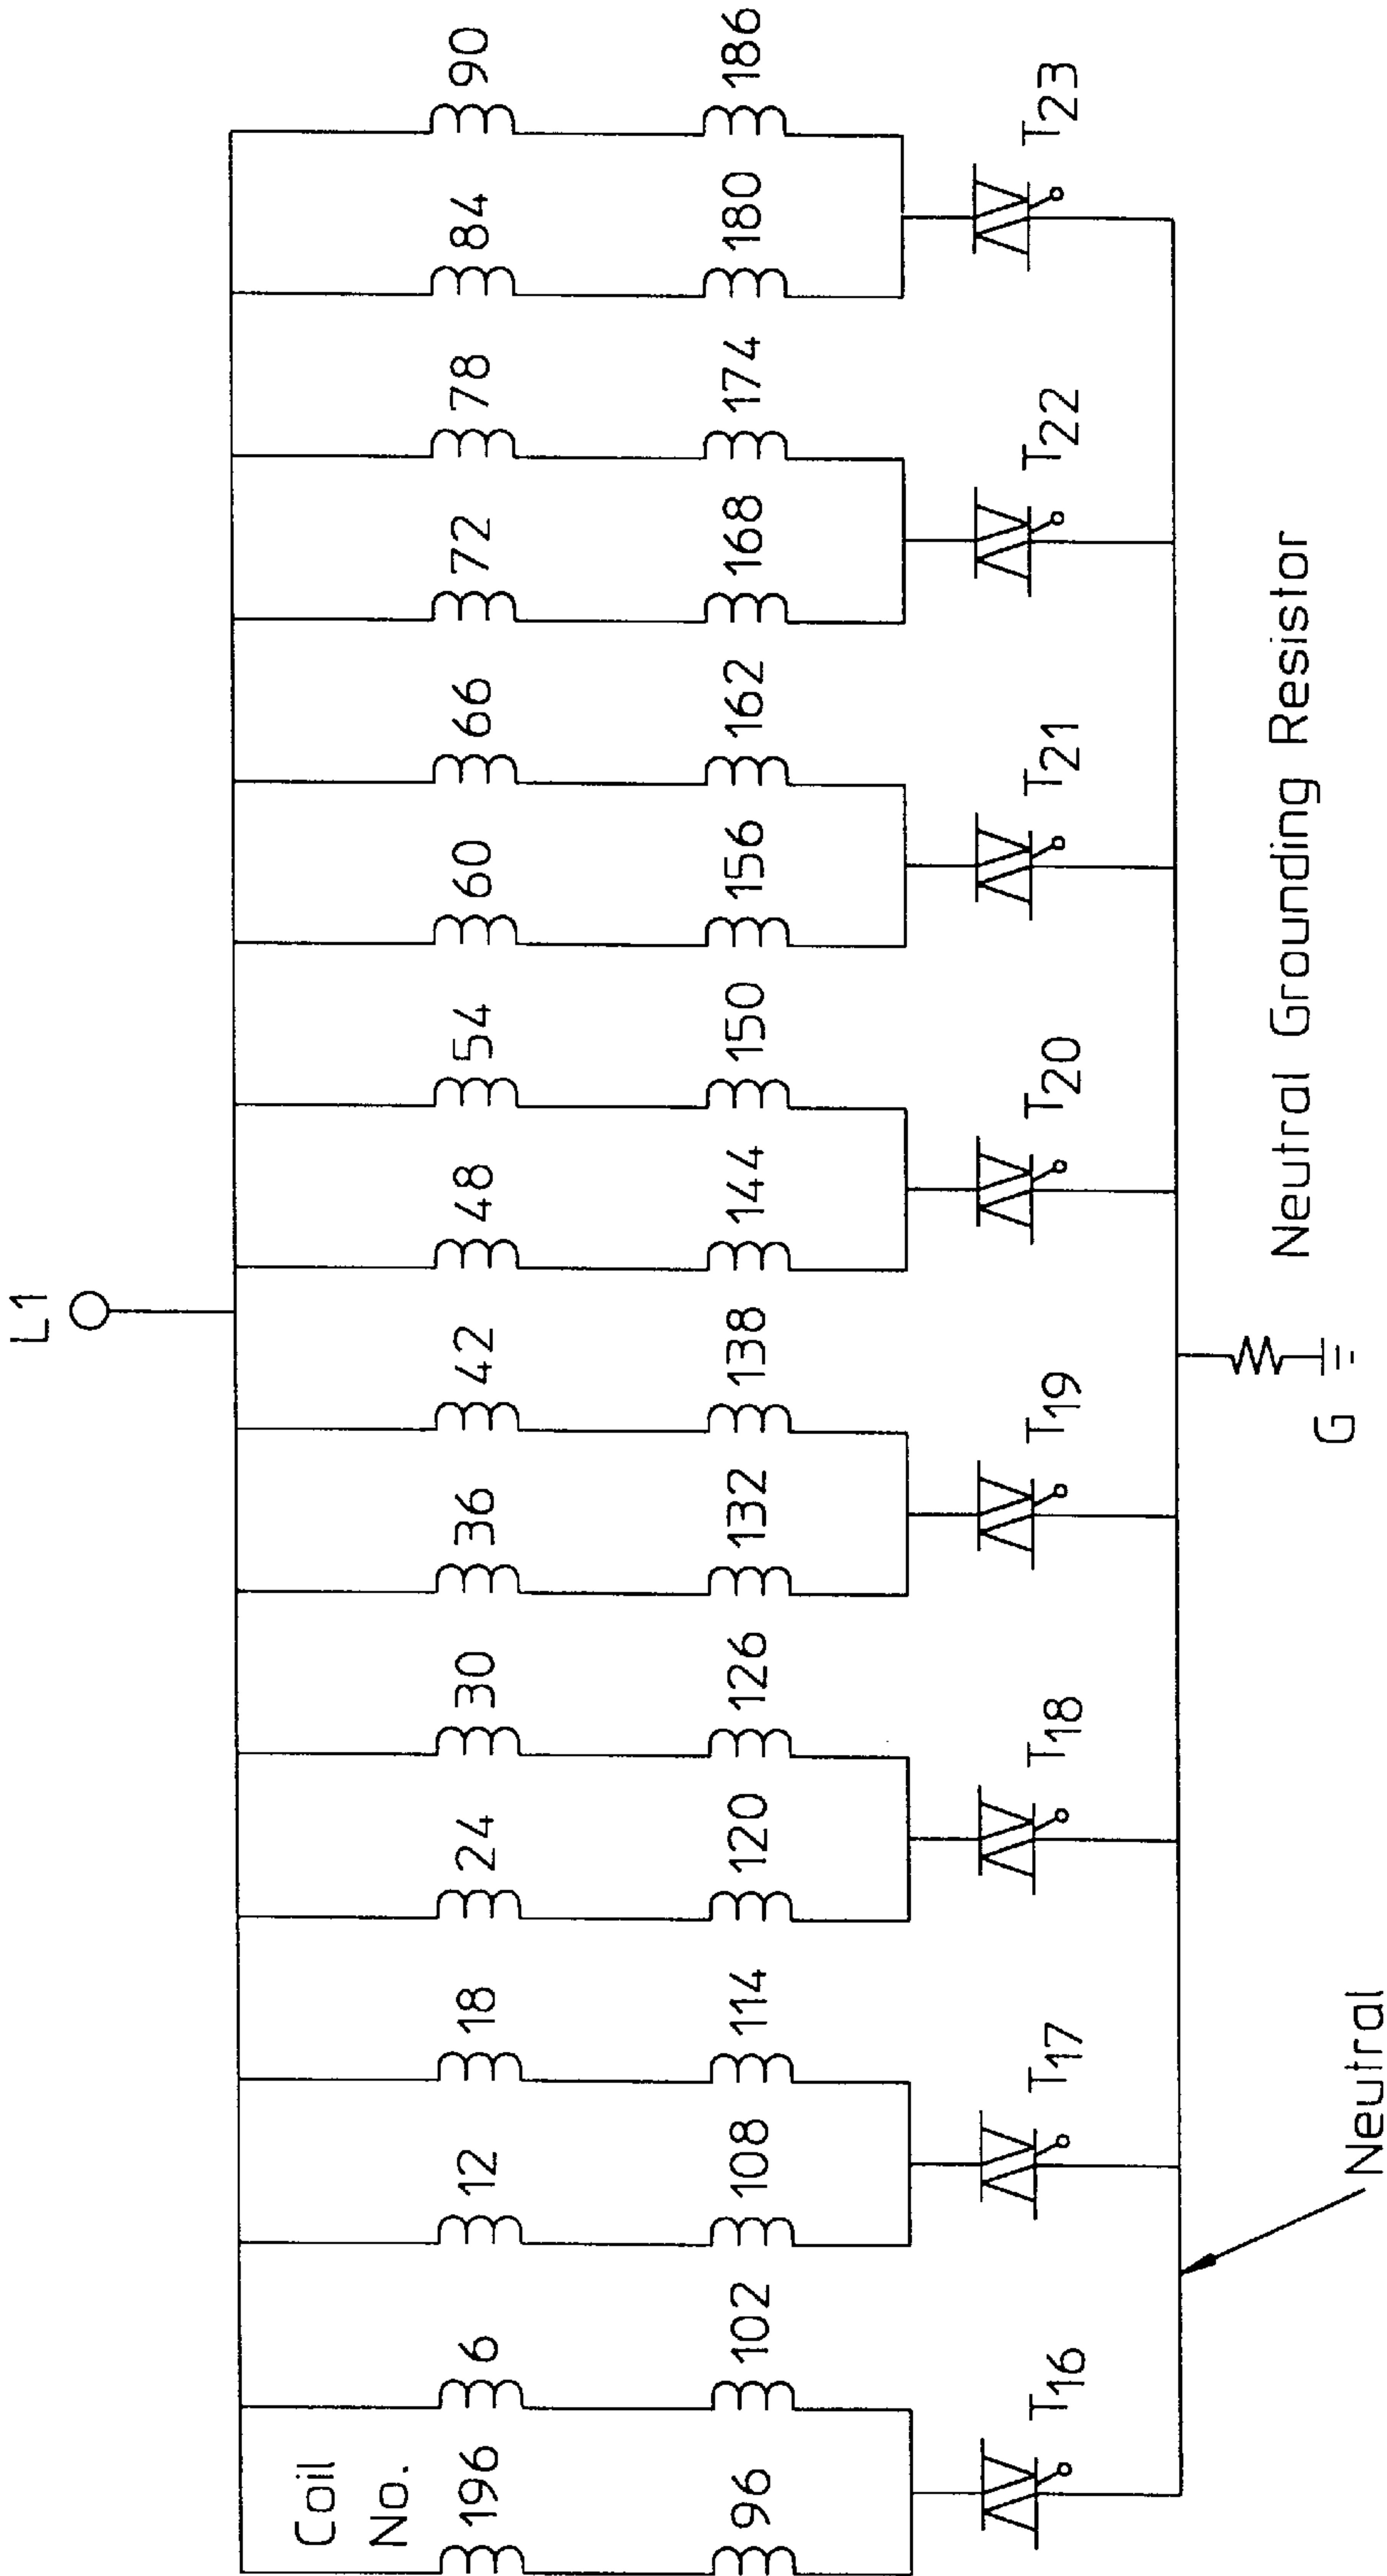 L1
Coil
No.
196 6 12 18 24 30 36 42 48 54 60 66 72 78 84 90
96 102 108 114 120 126 132 138 144 150 156 162 168 174 180 186
T16 T17 T18 T19 T20 T21 T22 T23
G
Neutral Grounding Resistor
Neutral